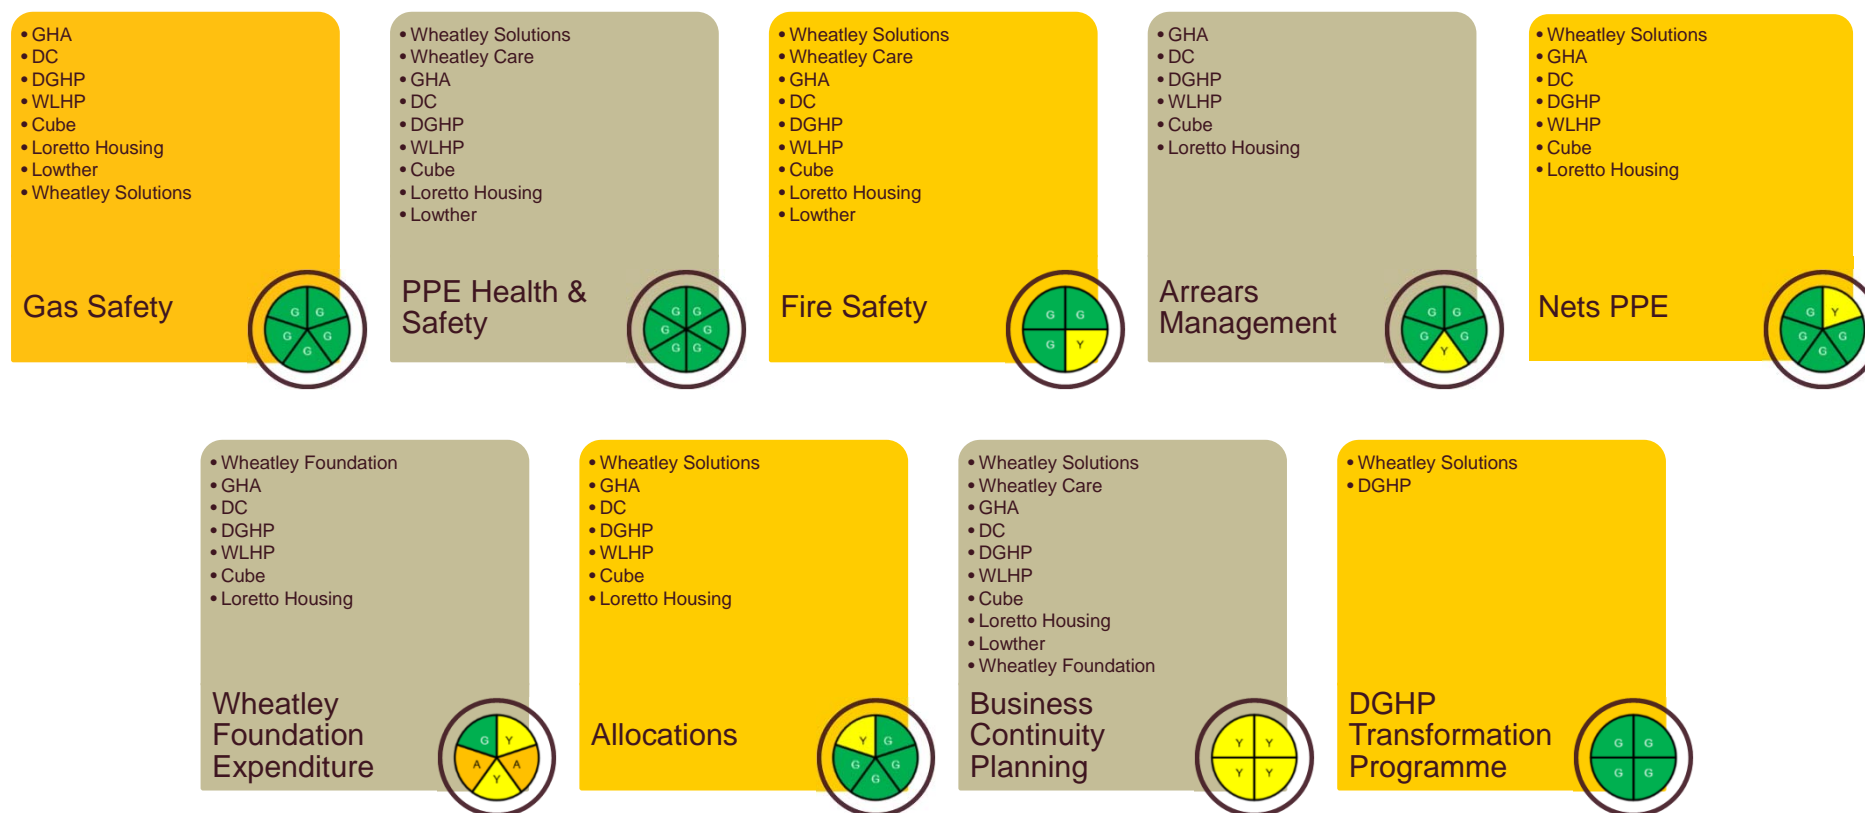 • GHA
• DC
• DGHP
• WLHP
• Cube
• Loretto Housing
• Lowther
• Wheatley Solutions
Gas Safety
G G
G G
G
• Wheatley Solutions
• Wheatley Care
• GHA
• DC
• DGHP
• WLHP
• Cube
• Loretto Housing
• Lowther
PPE Health &
Safety
G G
G G
G G
• Wheatley Solutions
• Wheatley Care
• GHA
• DC
• DGHP
• WLHP
• Cube
• Loretto Housing
• Lowther
Fire Safety
G G
G Y
• GHA
• DC
• DGHP
• WLHP
• Cube
• Loretto Housing
Arrears
Management
G G
G G
Y
• Wheatley Solutions
• GHA
• DC
• DGHP
• WLHP
• Cube
• Loretto Housing
Nets PPE
G Y
G G
G
• Wheatley Foundation
• GHA
• DC
• DGHP
• WLHP
• Cube
• Loretto Housing
Wheatley
Foundation
Expenditure
G Y
A A
Y
• Wheatley Solutions
• GHA
• DC
• DGHP
• WLHP
• Cube
• Loretto Housing
Allocations
Y G
G G
G
• Wheatley Solutions
• Wheatley Care
• GHA
• DC
• DGHP
• WLHP
• Cube
• Loretto Housing
• Lowther
• Wheatley Foundation
Business
Continuity
Planning
Y Y
Y Y
• Wheatley Solutions
• DGHP
DGHP
Transformation
Programme
G G
G G